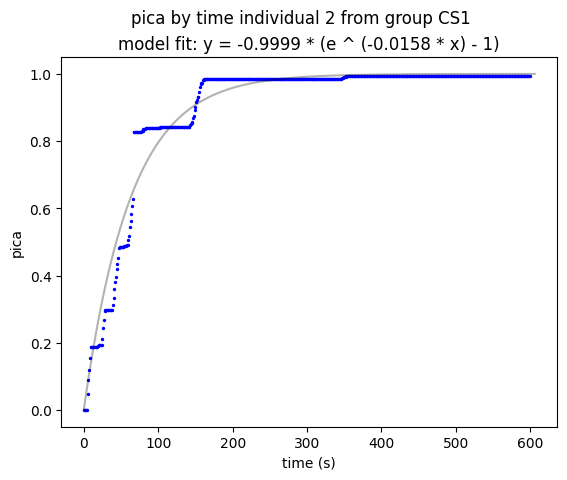 pica by time individual 2 from group CS1
model fit: y = -0.9999 * (e ^ (-0.0158 * x) - 1)
1.0
0.8
0.6
0.4
0.2
0.0
pica
0 100 200 300 400 500 600
time (s)